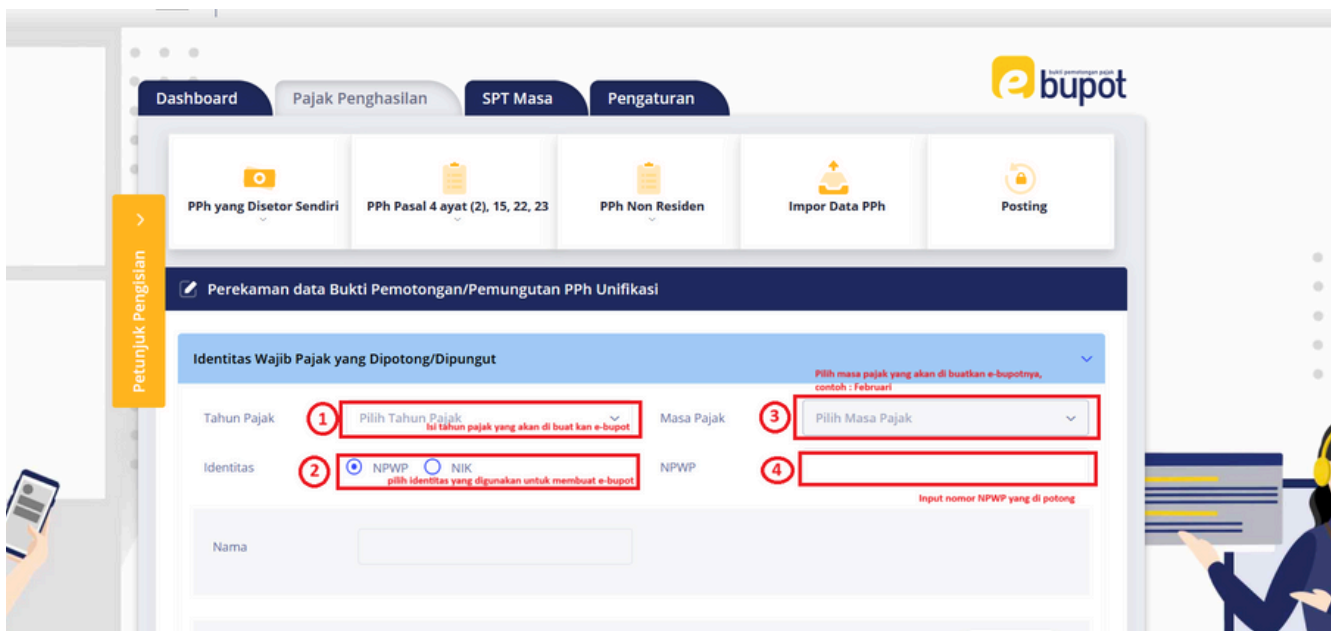 bukti pemotongan pajak
e bupot
Dashboard
Pajak Penghasilan
SPT Masa
Pengaturan
PPh yang Disetor Sendiri
PPh Pasal 4 ayat (2), 15, 22, 23
PPh Non Residen
Impor Data PPh
Posting
Petunjuk Pengisian
Perekaman data Bukti Pemotongan/Pemungutan PPh Unifikasi
Identitas Wajib Pajak yang Dipotong/Dipungut
Pilih masa pajak yang akan di buatkan e-bupotnya,
contoh : Februari
Tahun Pajak
1
Pilih Tahun Pajak
Isi tahun pajak yang akan di buat kan e-bupot
Masa Pajak
3
Pilih Masa Pajak
Identitas
2
NPWP
NIK
pilih identitas yang digunakan untuk membuat e-bupot
NPWP
4
Input nomor NPWP yang di potong
Nama